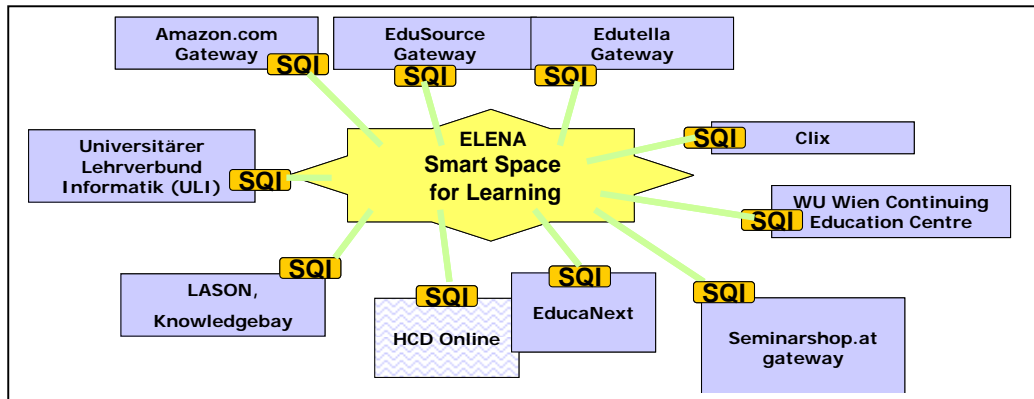 Amazon.com
Gateway
SQI
EduSource
Gateway
SQI
Edutella
Gateway
SQI
Universitärer
Lehrverbund
Informatik (ULI)
SQI
ELENA
Smart Space
for Learning
SQI
Clix
SQI
WU Wien Continuing
Education Centre
SQI
LASON,
Knowledgebay
SQI
HCD Online
SQI
EducaNext
SQI
Seminarshop.at
gateway